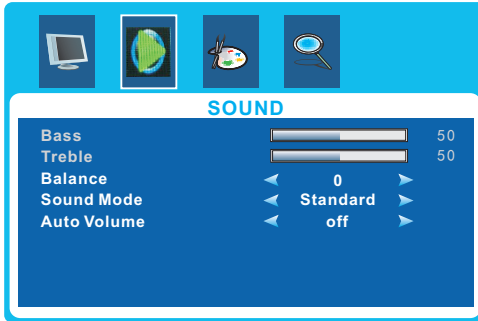 SOUND
Bass 50
Treble 50
Balance 0
Sound Mode Standard
Auto Volume off